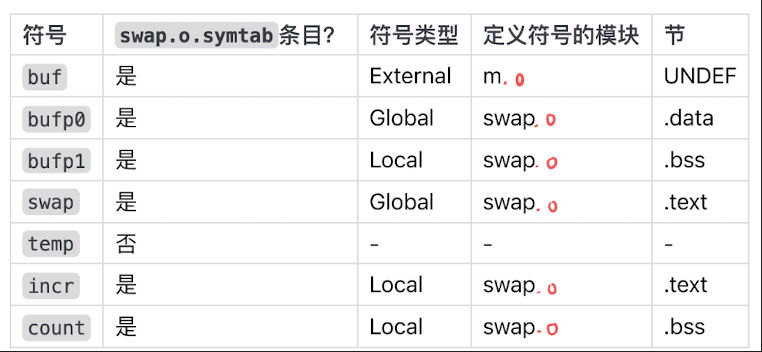 符号 swap.o.symtab条目? 符号类型 定义符号的模块 节
buf 是 External m.o UNDEF
bufp0 是 Global swap.o .data
bufp1 是 Local swap.o .bss
swap 是 Global swap.o .text
temp 否 - - -
incr 是 Local swap.o .text
count 是 Local swap.o .bss